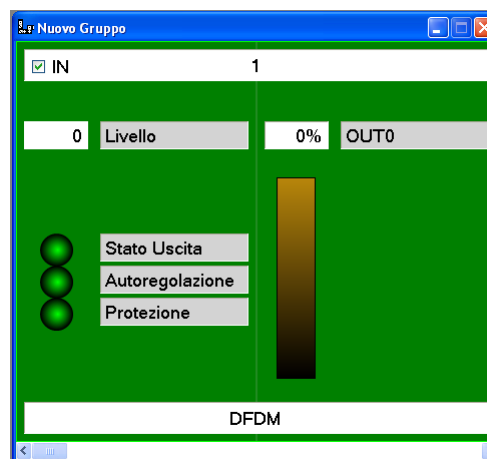 Nuovo Gruppo
IN 1
0 Livello 0% OUT0
Stato Uscita
Autoregolazione
Protezione
DFDM